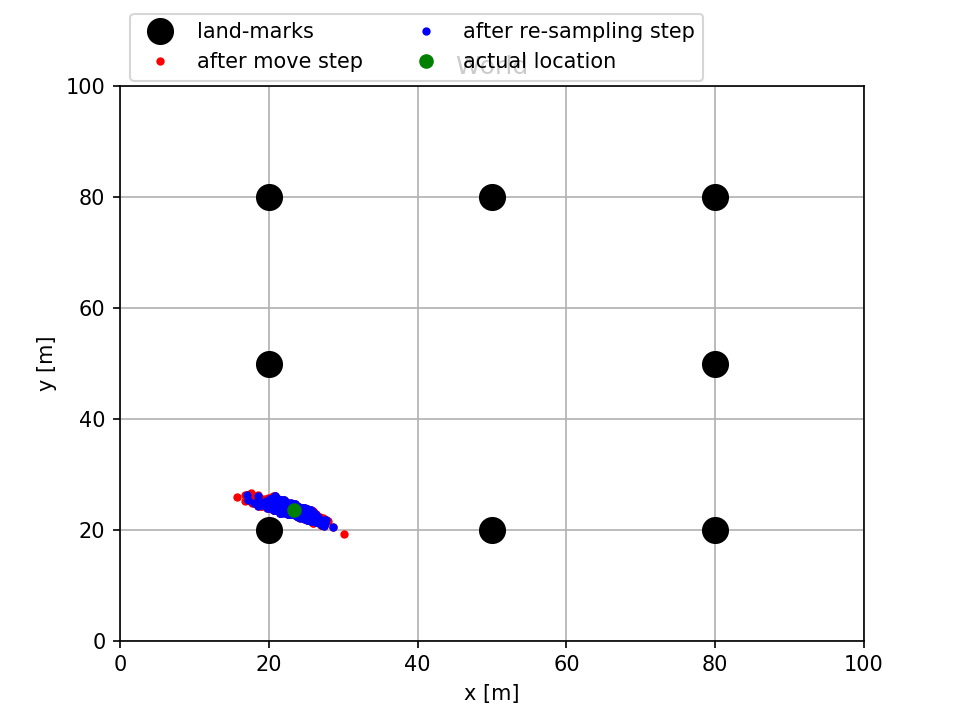 land-marks
after move step
after re-sampling step
actual location
World
100
80
60
40
20
0
y [m]
0 20 40 60 80 100
x [m]